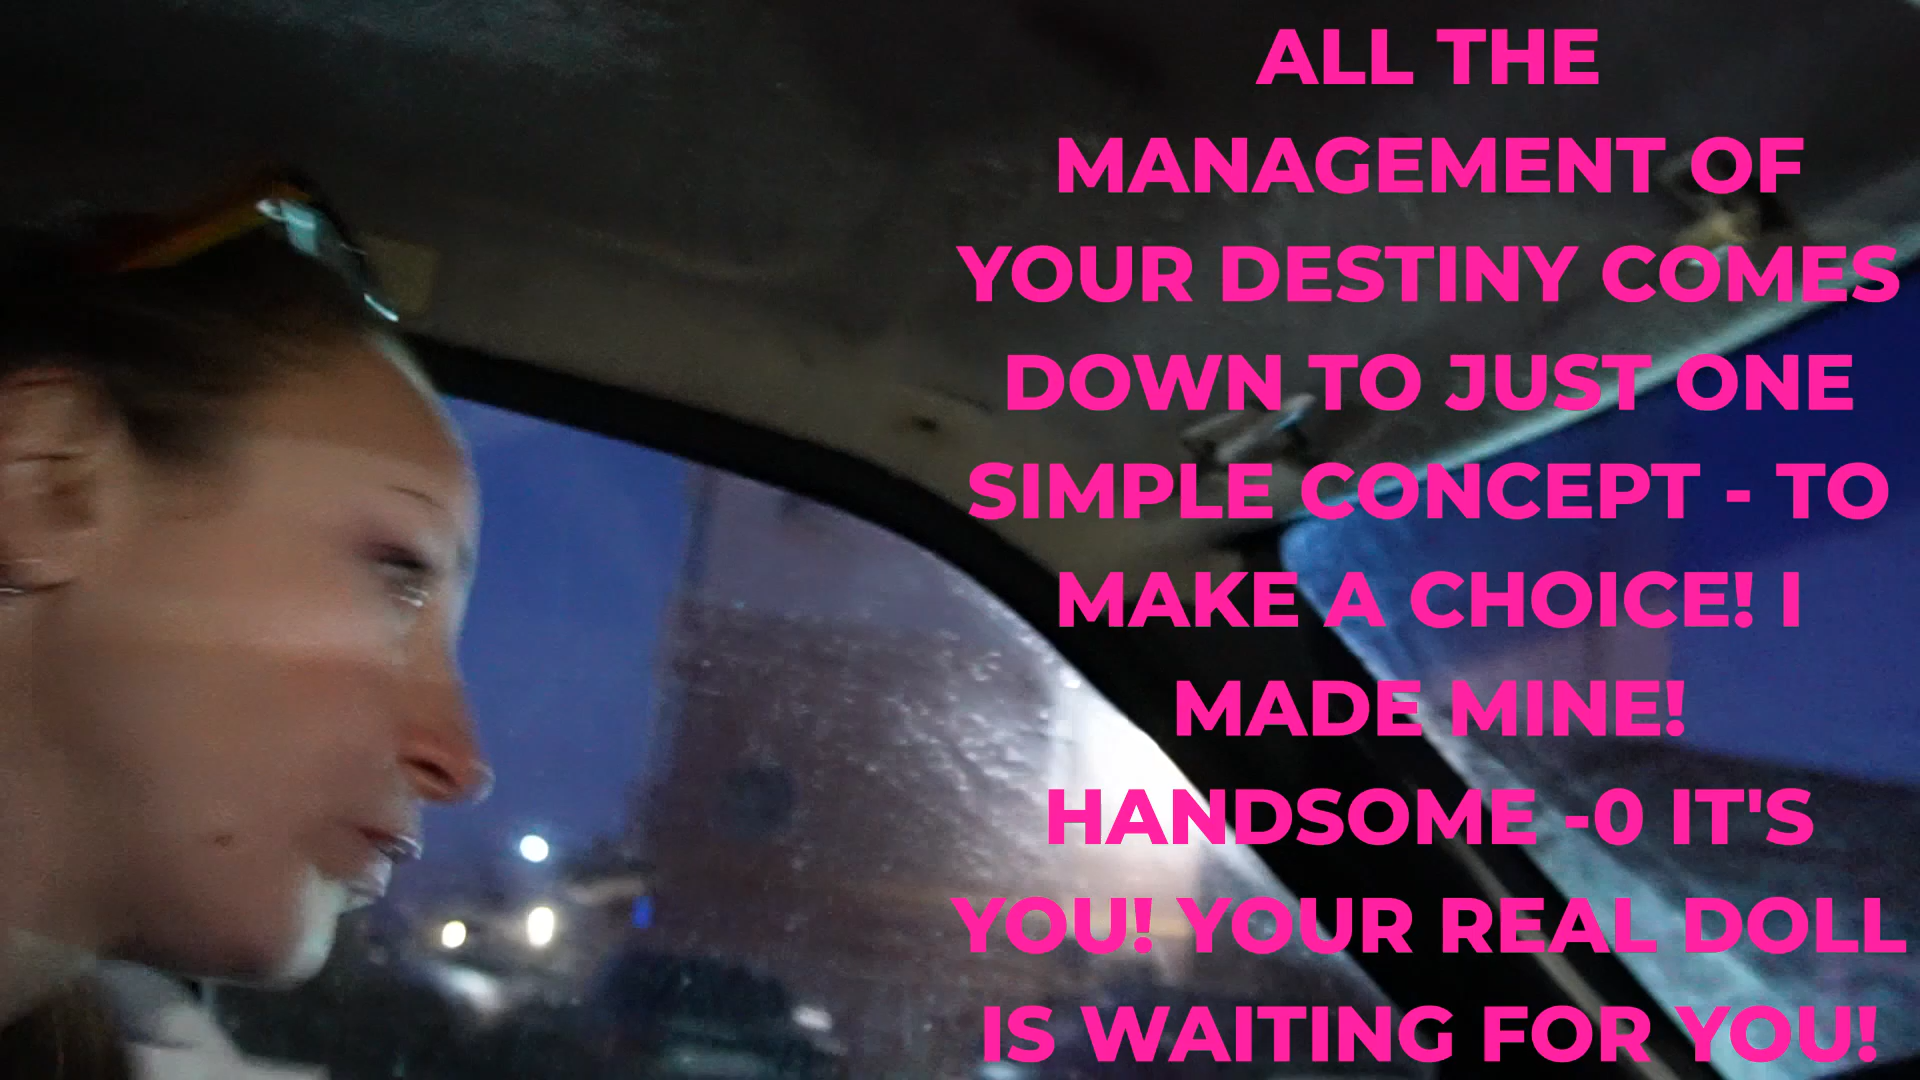 ALL THE
MANAGEMENT OF
YOUR DESTINY COMES
DOWN TO JUST ONE
SIMPLE CONCEPT - TO
MAKE A CHOICE! I
MADE MINE!
HANDSOME -0 IT'S
YOU! YOUR REAL DOLL
IS WAITING FOR YOU!